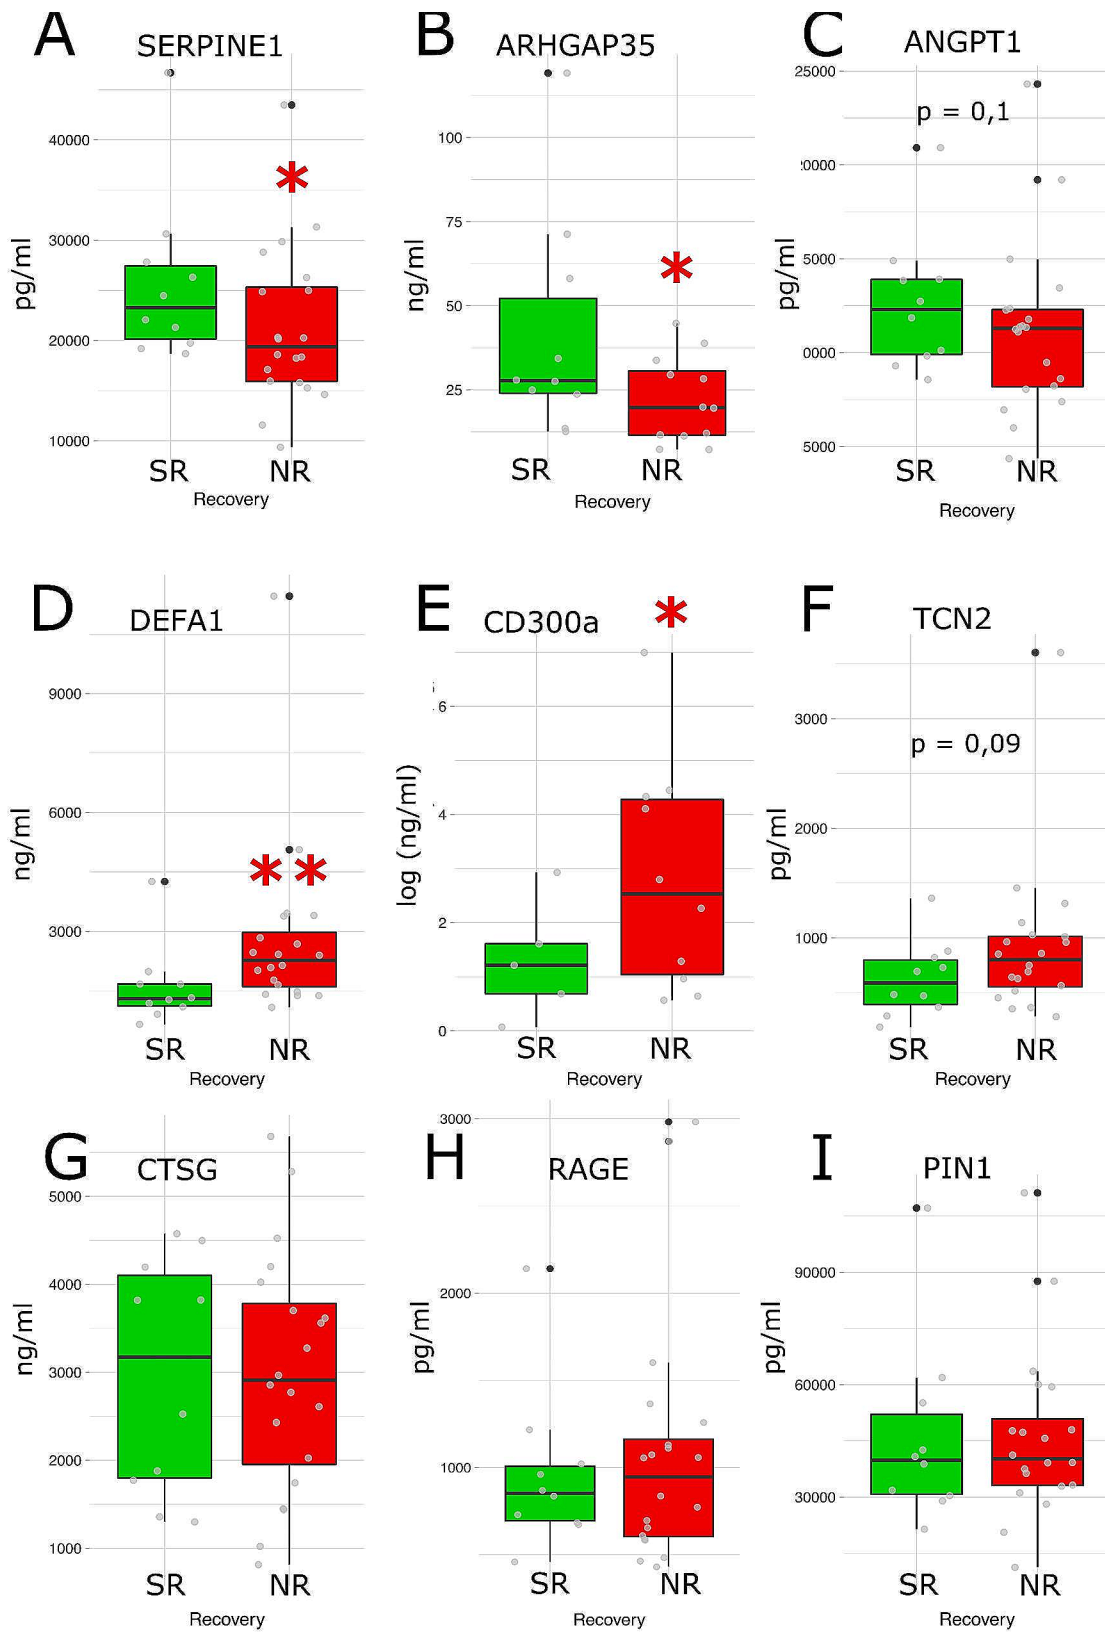 A SERPINE1
pg/ml
40000
30000
20000
10000
SR NR
Recovery
B ARHGAP35
ng/ml
100
75
50
25
SR NR
Recovery
C ANGPT1
p = 0,1
pg/ml
25000
20000
5000
0000
5000
SR NR
Recovery
D DEFA1
ng/ml
9000
6000
3000
SR NR
Recovery
E CD300a
log (ng/ml)
6
4
2
0
SR NR
Recovery
F TCN2
p = 0,09
pg/ml
3000
2000
1000
SR NR
Recovery
G CTSG
ng/ml
5000
4000
3000
2000
1000
SR NR
Recovery
H RAGE
pg/ml
3000
2000
1000
SR NR
Recovery
I PIN1
pg/ml
90000
60000
30000
SR NR
Recovery